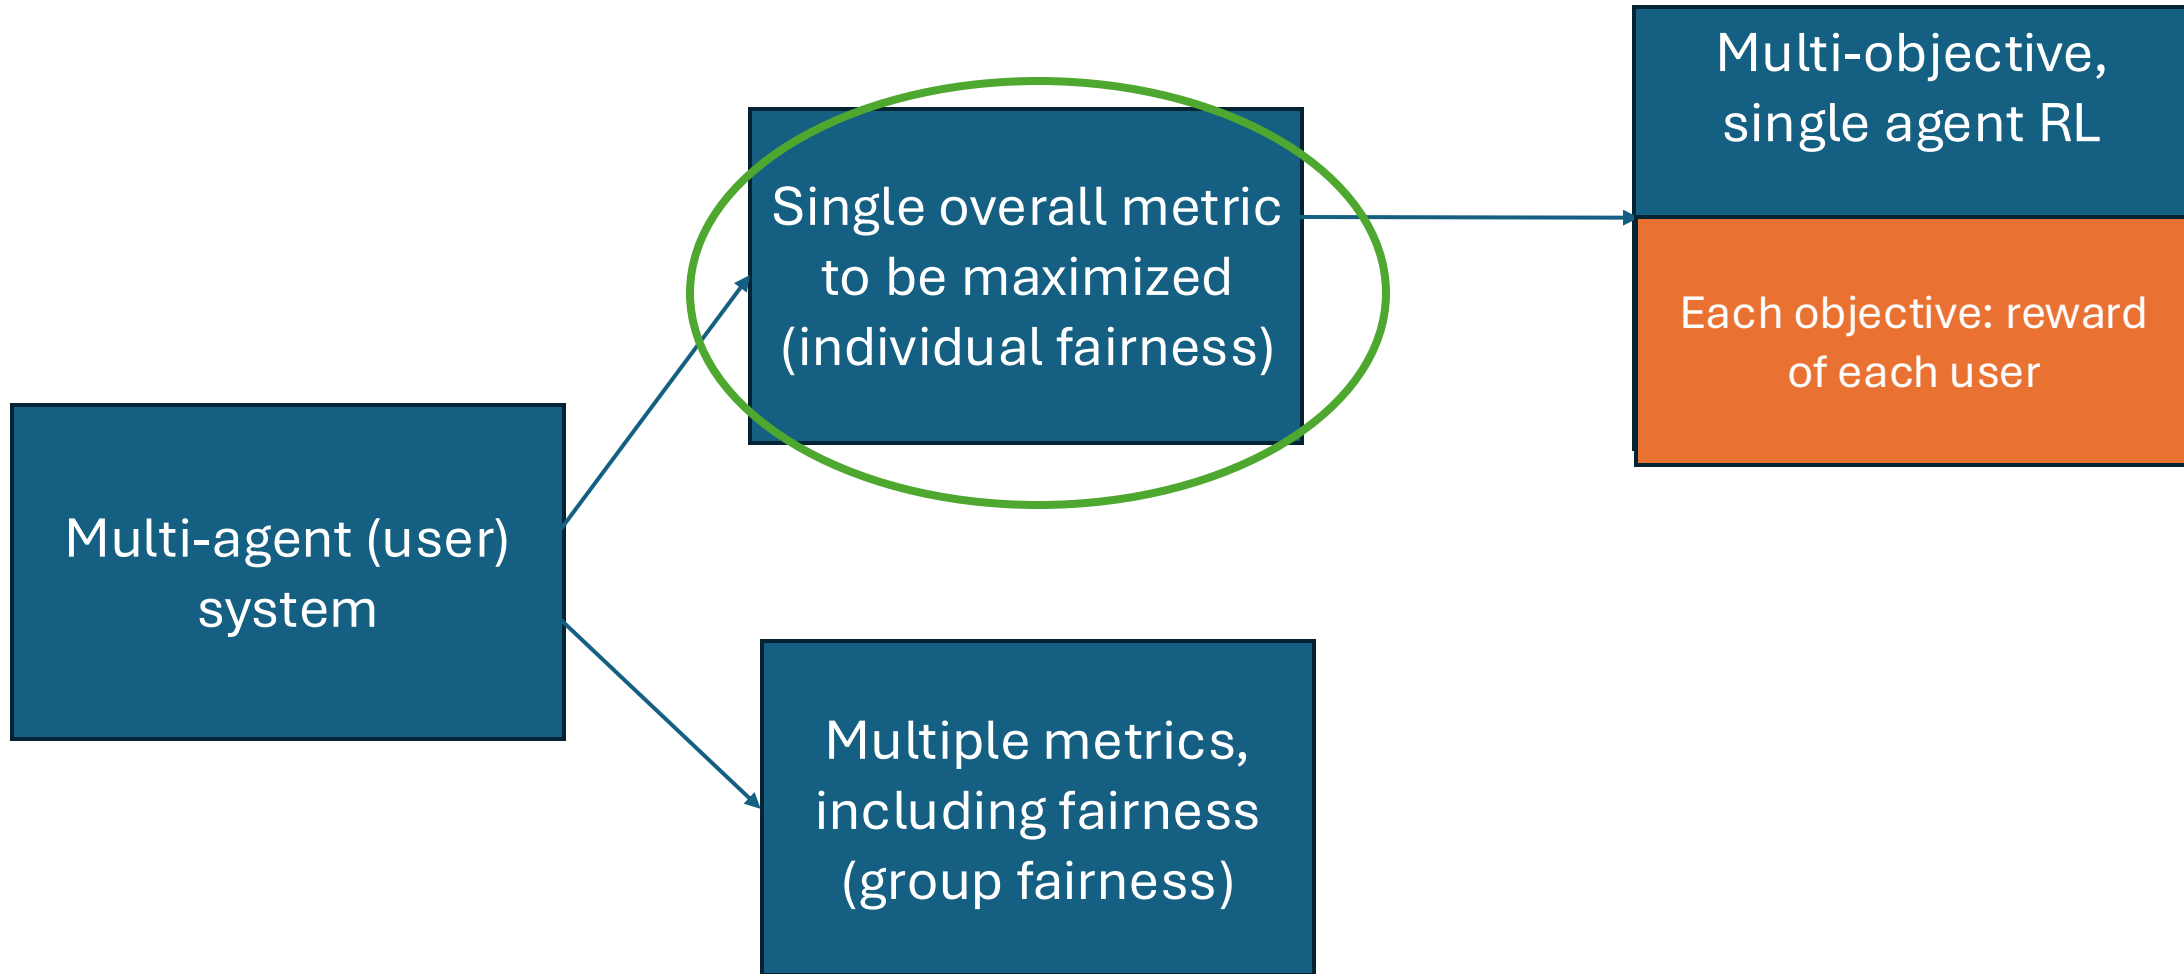 Multi-agent (user)
system
Single overall metric
to be maximized
(individual fairness)
Multiple metrics,
including fairness
(group fairness)
Multi-objective,
single agent RL
Each objective: reward
of each user